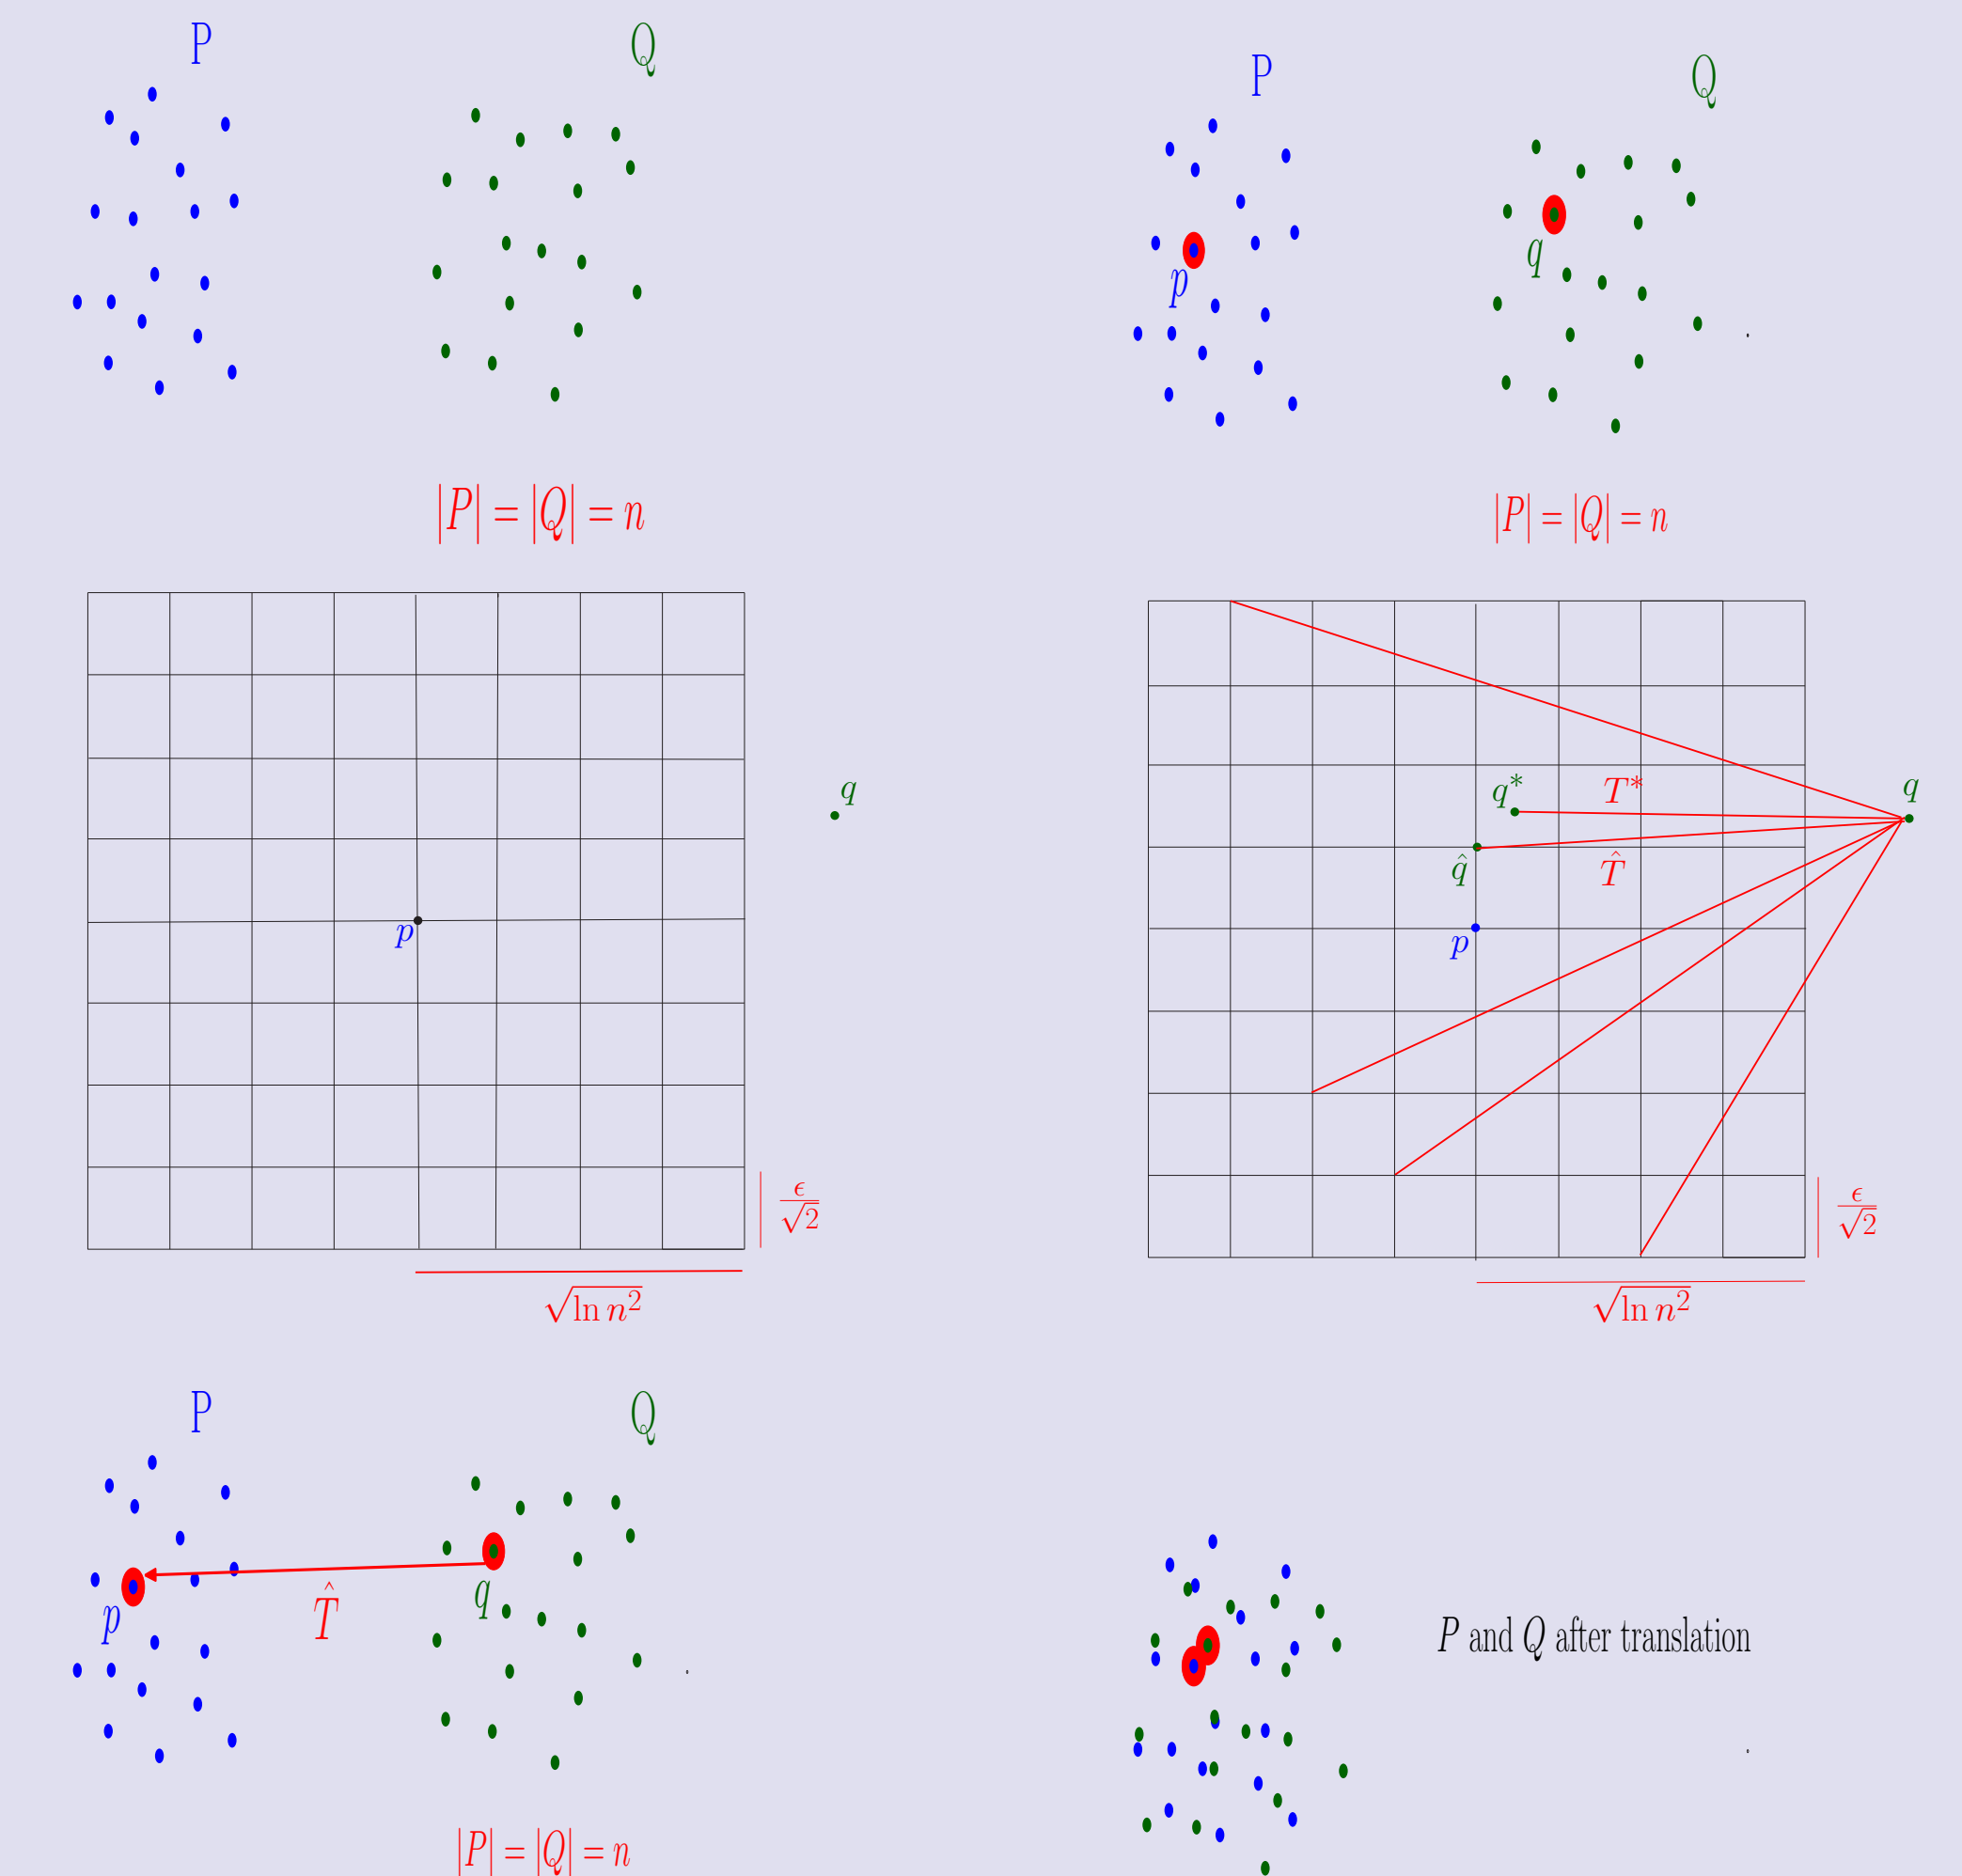 P Q
|P| = |Q| = n
P Q
p q
|P| = |Q| = n
q
p
ϵ/√2
√ln n²
q* T* q
q̂ T̂
p
ϵ/√2
√ln n²
P Q
p T̂ q
|P| = |Q| = n
P and Q after translation